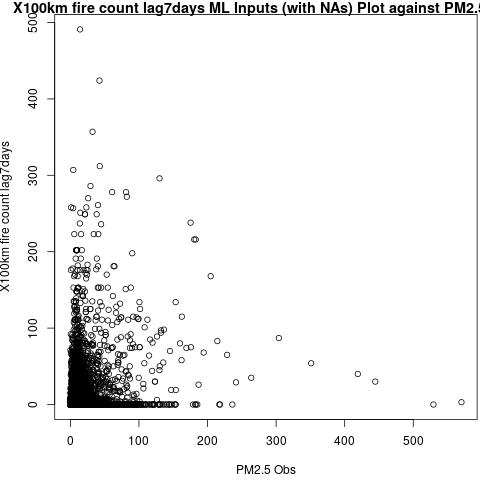 X100km fire count lag7days ML Inputs (with NAs) Plot against PM2.5
X100km fire count lag7days
500
400
300
200
100
0
0 100 200 300 400 500
PM2.5 Obs